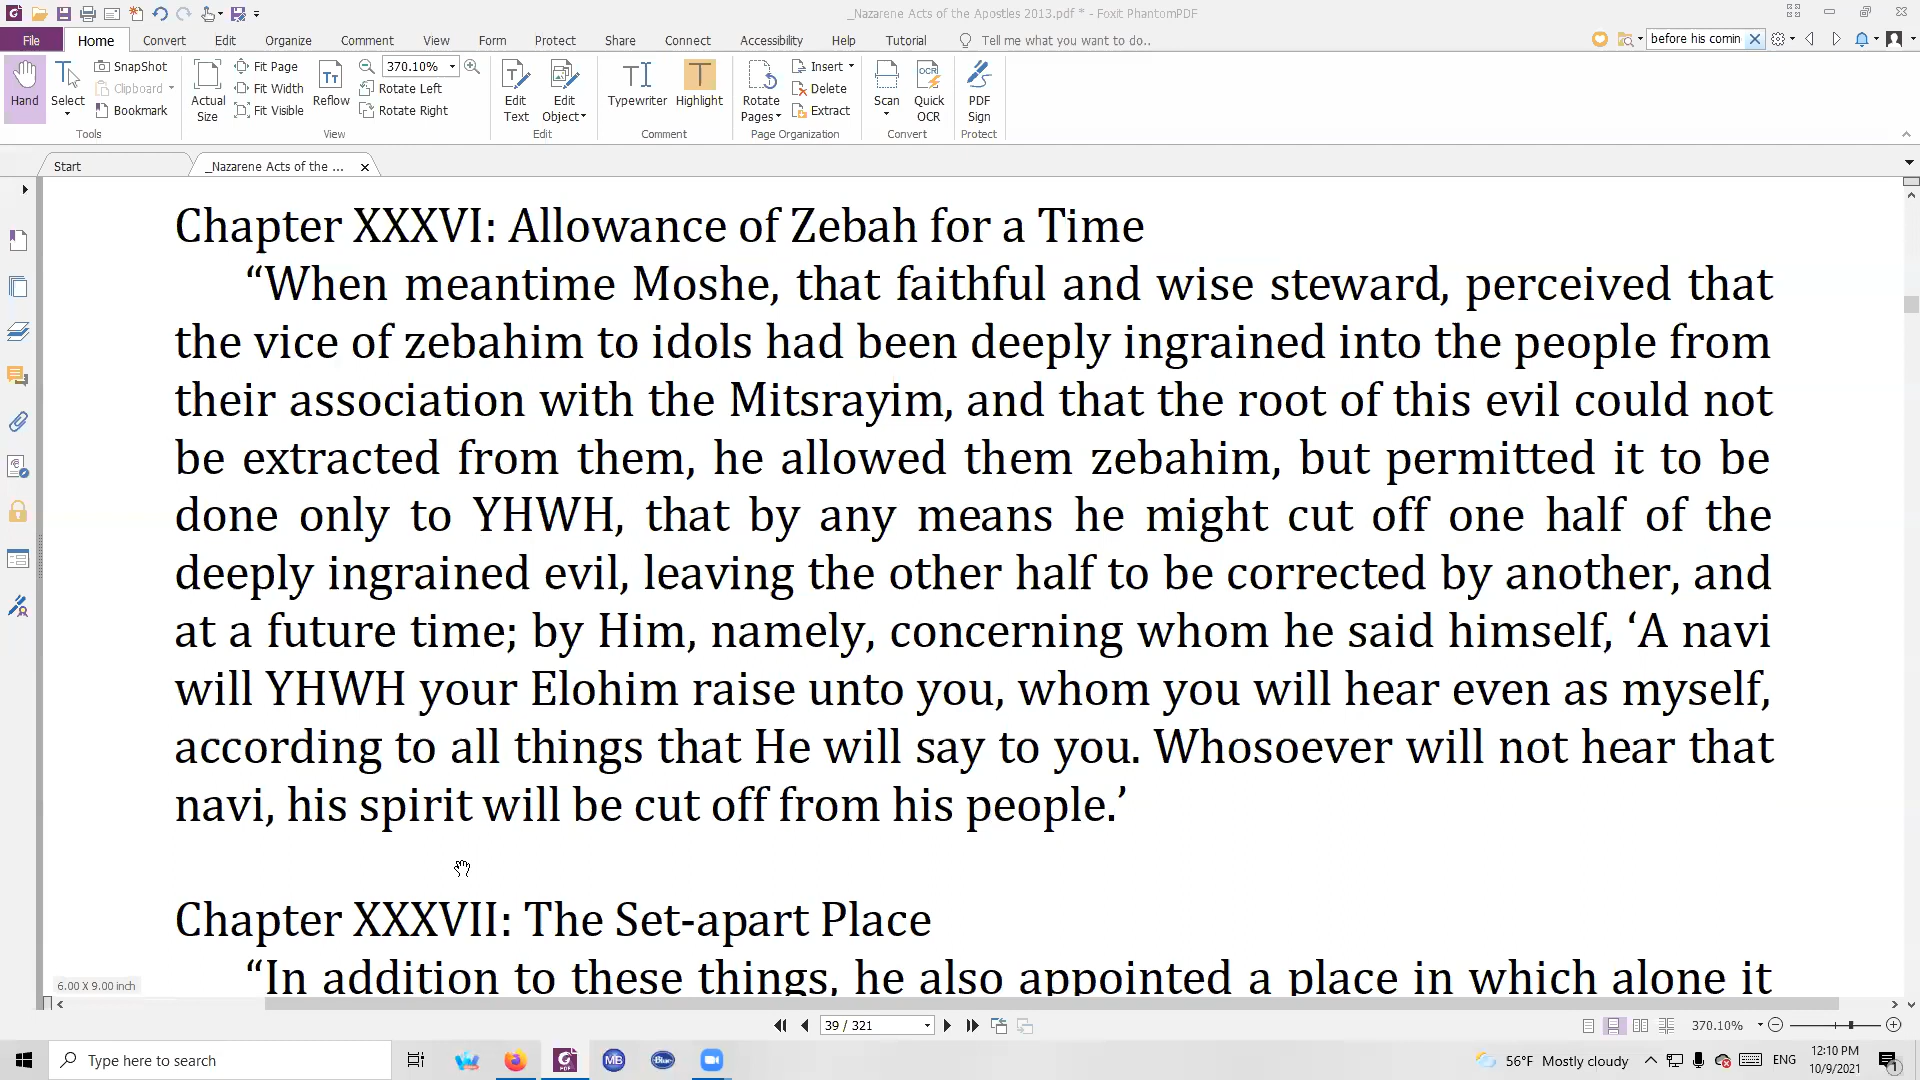 _Nazarene Acts of the Apostles 2013.pdf * - Foxit PhantomPDF
File Home Convert Edit Organize Comment View Form Protect Share Connect Accessibility Help Tutorial Tell me what you want to do.. before his comin
Hand
Select
SnapShot
Clipboard
Bookmark
Tools
Actual Size
Fit Page
Fit Width
Fit Visible
Reflow
370.10%
Rotate Left
Rotate Right
View
Edit Text
Edit Object
Edit
Typewriter
Highlight
Comment
Rotate Pages
Insert
Delete
Extract
Page Organization
Scan
Quick OCR
Convert
PDF Sign
Protect
Start
_Nazarene Acts of the ...
Chapter XXXVI: Allowance of Zebah for a Time
“When meantime Moshe, that faithful and wise steward, perceived that
the vice of zebahim to idols had been deeply ingrained into the people from
their association with the Mitsrayim, and that the root of this evil could not
be extracted from them, he allowed them zebahim, but permitted it to be
done only to YHWH, that by any means he might cut off one half of the
deeply ingrained evil, leaving the other half to be corrected by another, and
at a future time; by Him, namely, concerning whom he said himself, ‘A navi
will YHWH your Elohim raise unto you, whom you will hear even as myself,
according to all things that He will say to you. Whosoever will not hear that
navi, his spirit will be cut off from his people.’
Chapter XXXVII: The Set-apart Place
“In addition to these things, he also appointed a place in which alone it
6.00 X 9.00 inch
39 / 321
370.10%
Type here to search
MB
Blue
56°F Mostly cloudy
ENG
12:10 PM
10/9/2021
1